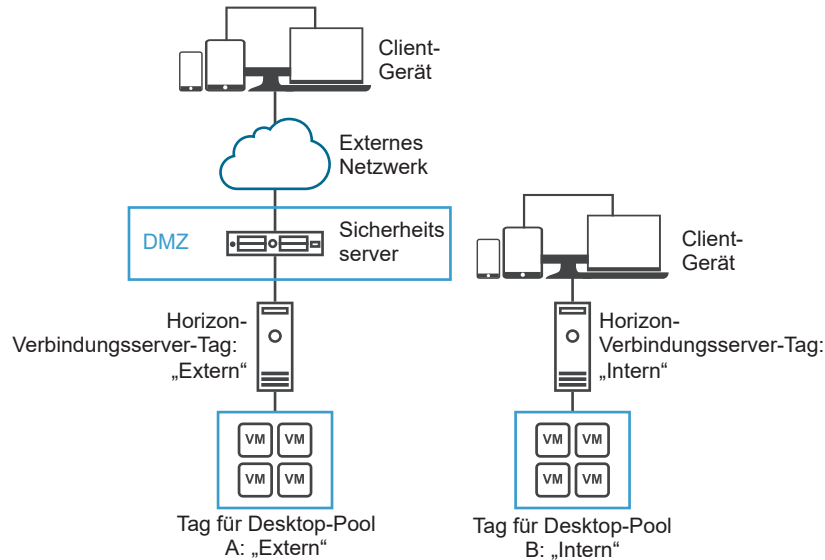 Client-
Gerät
Externes
Netzwerk
DMZ
Sicherheits
server
Client-
Gerät
Horizon-
Verbindungsserver-Tag:
„Extern“
Horizon-
Verbindungsserver-Tag:
„Intern“
VM VM
VM VM
VM VM
VM VM
Tag für Desktop-Pool
A: „Extern“
Tag für Desktop-Pool
B: „Intern“